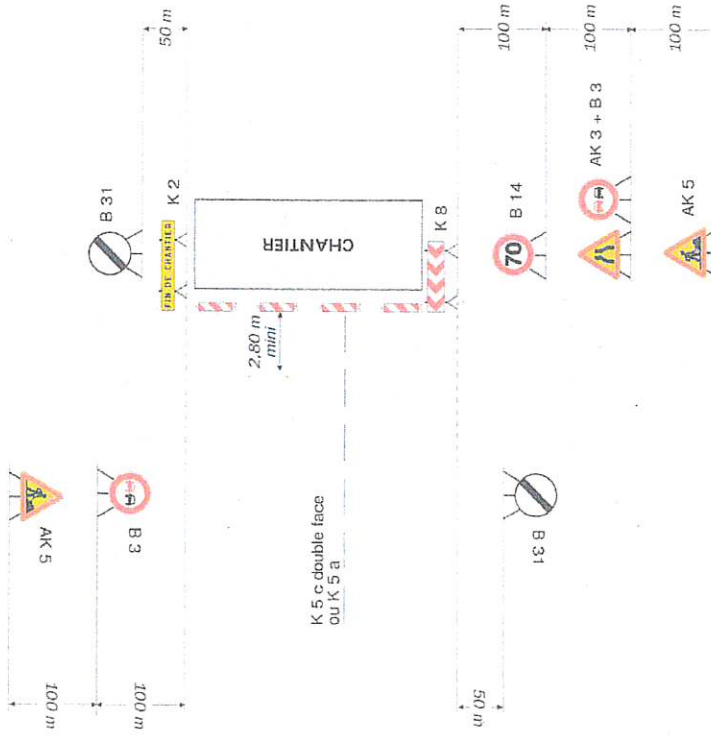 50 m
100 m
100 m
100 m
B 31
K 2
FIN DE CHANTIER
CHANTIER
K 8
B 14
70
AK 3 + B 3
AK 5
2,80 m
mini
K 5 c double face
ou K 5 a
AK 5
B 3
B 31
100 m
100 m
50 m